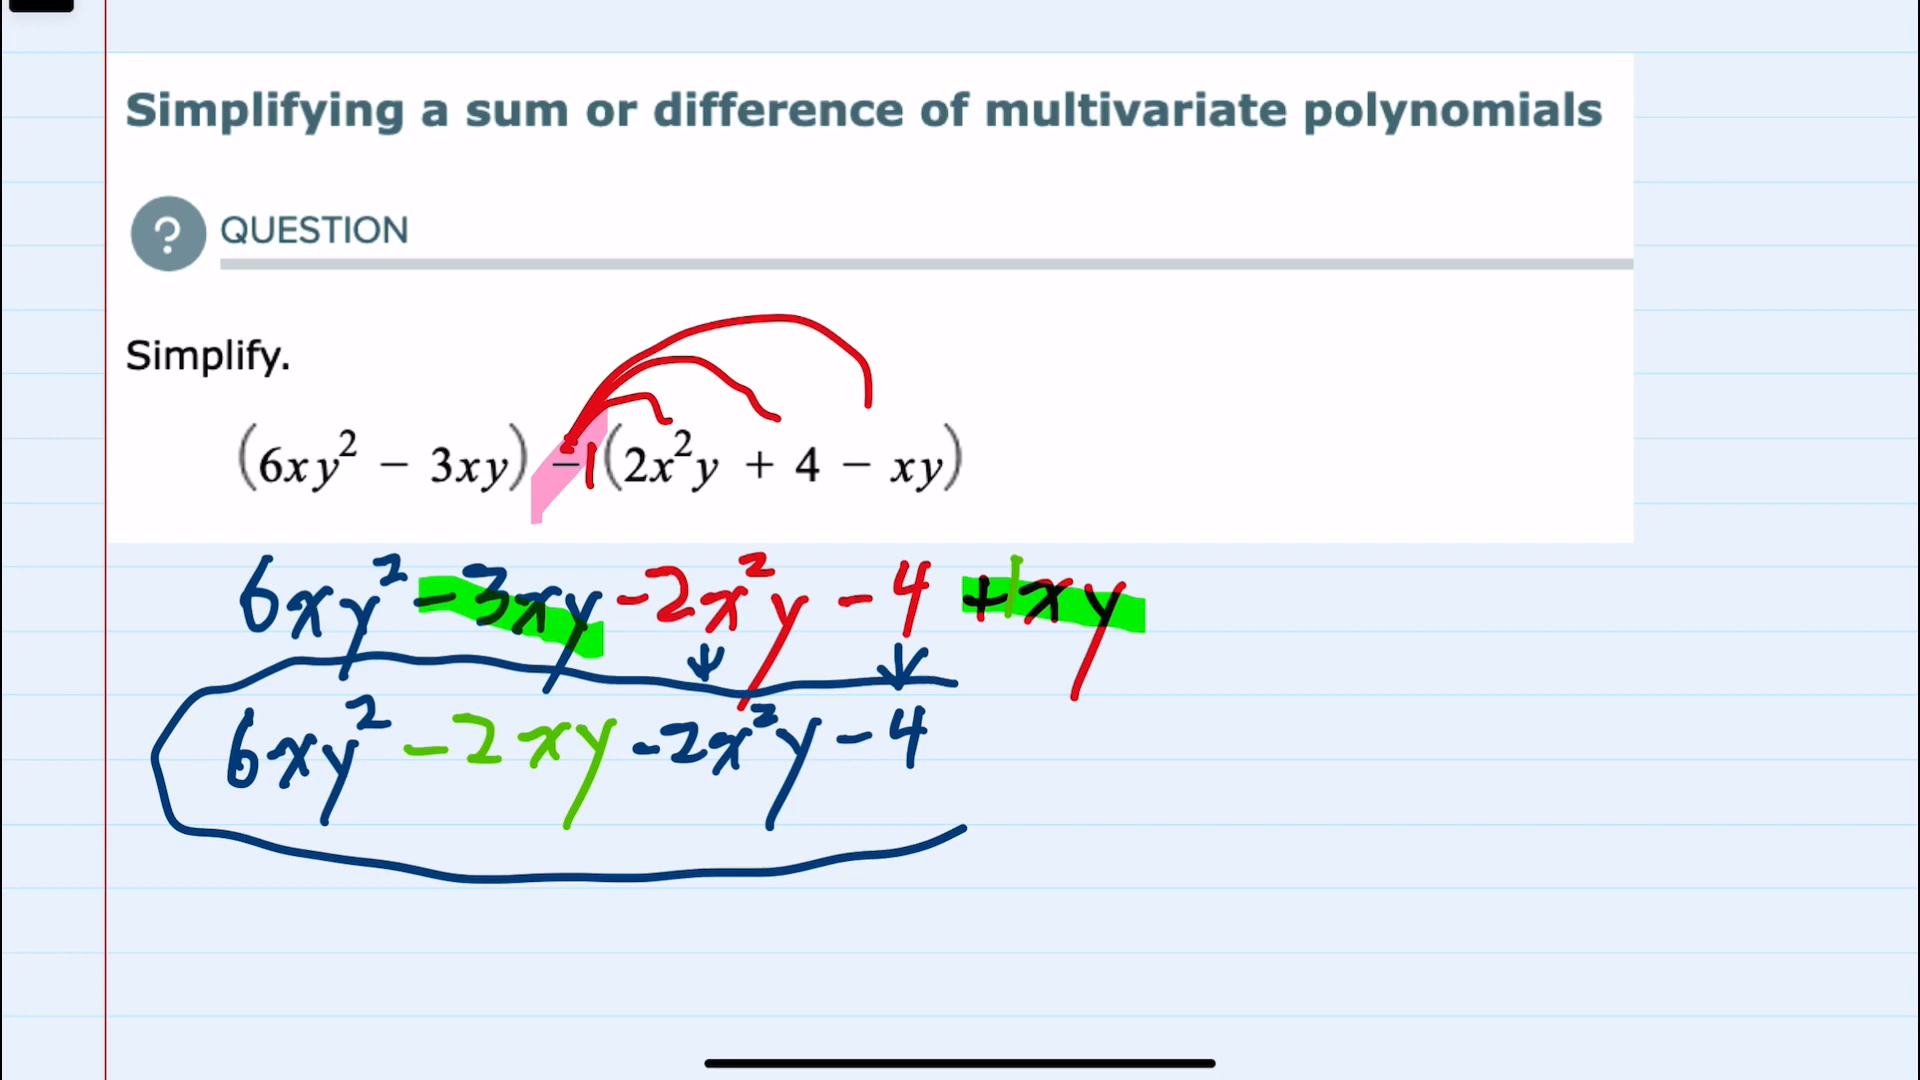 Simplifying a sum or difference of multivariate polynomials
? QUESTION
Simplify.
(6xy² − 3xy) −1(2x²y + 4 − xy)
6xy² −3xy −2x²y −4 +1xy
6xy² −2xy −2x²y −4